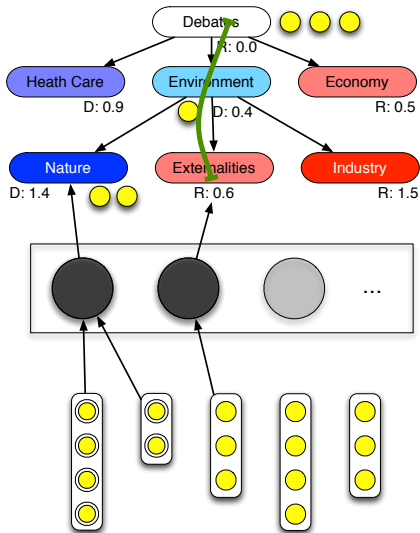 Debates
R: 0.0
Heath Care
Environment
Economy
D: 0.9
D: 0.4
R: 0.5
Nature
Externalities
Industry
D: 1.4
R: 0.6
R: 1.5
...